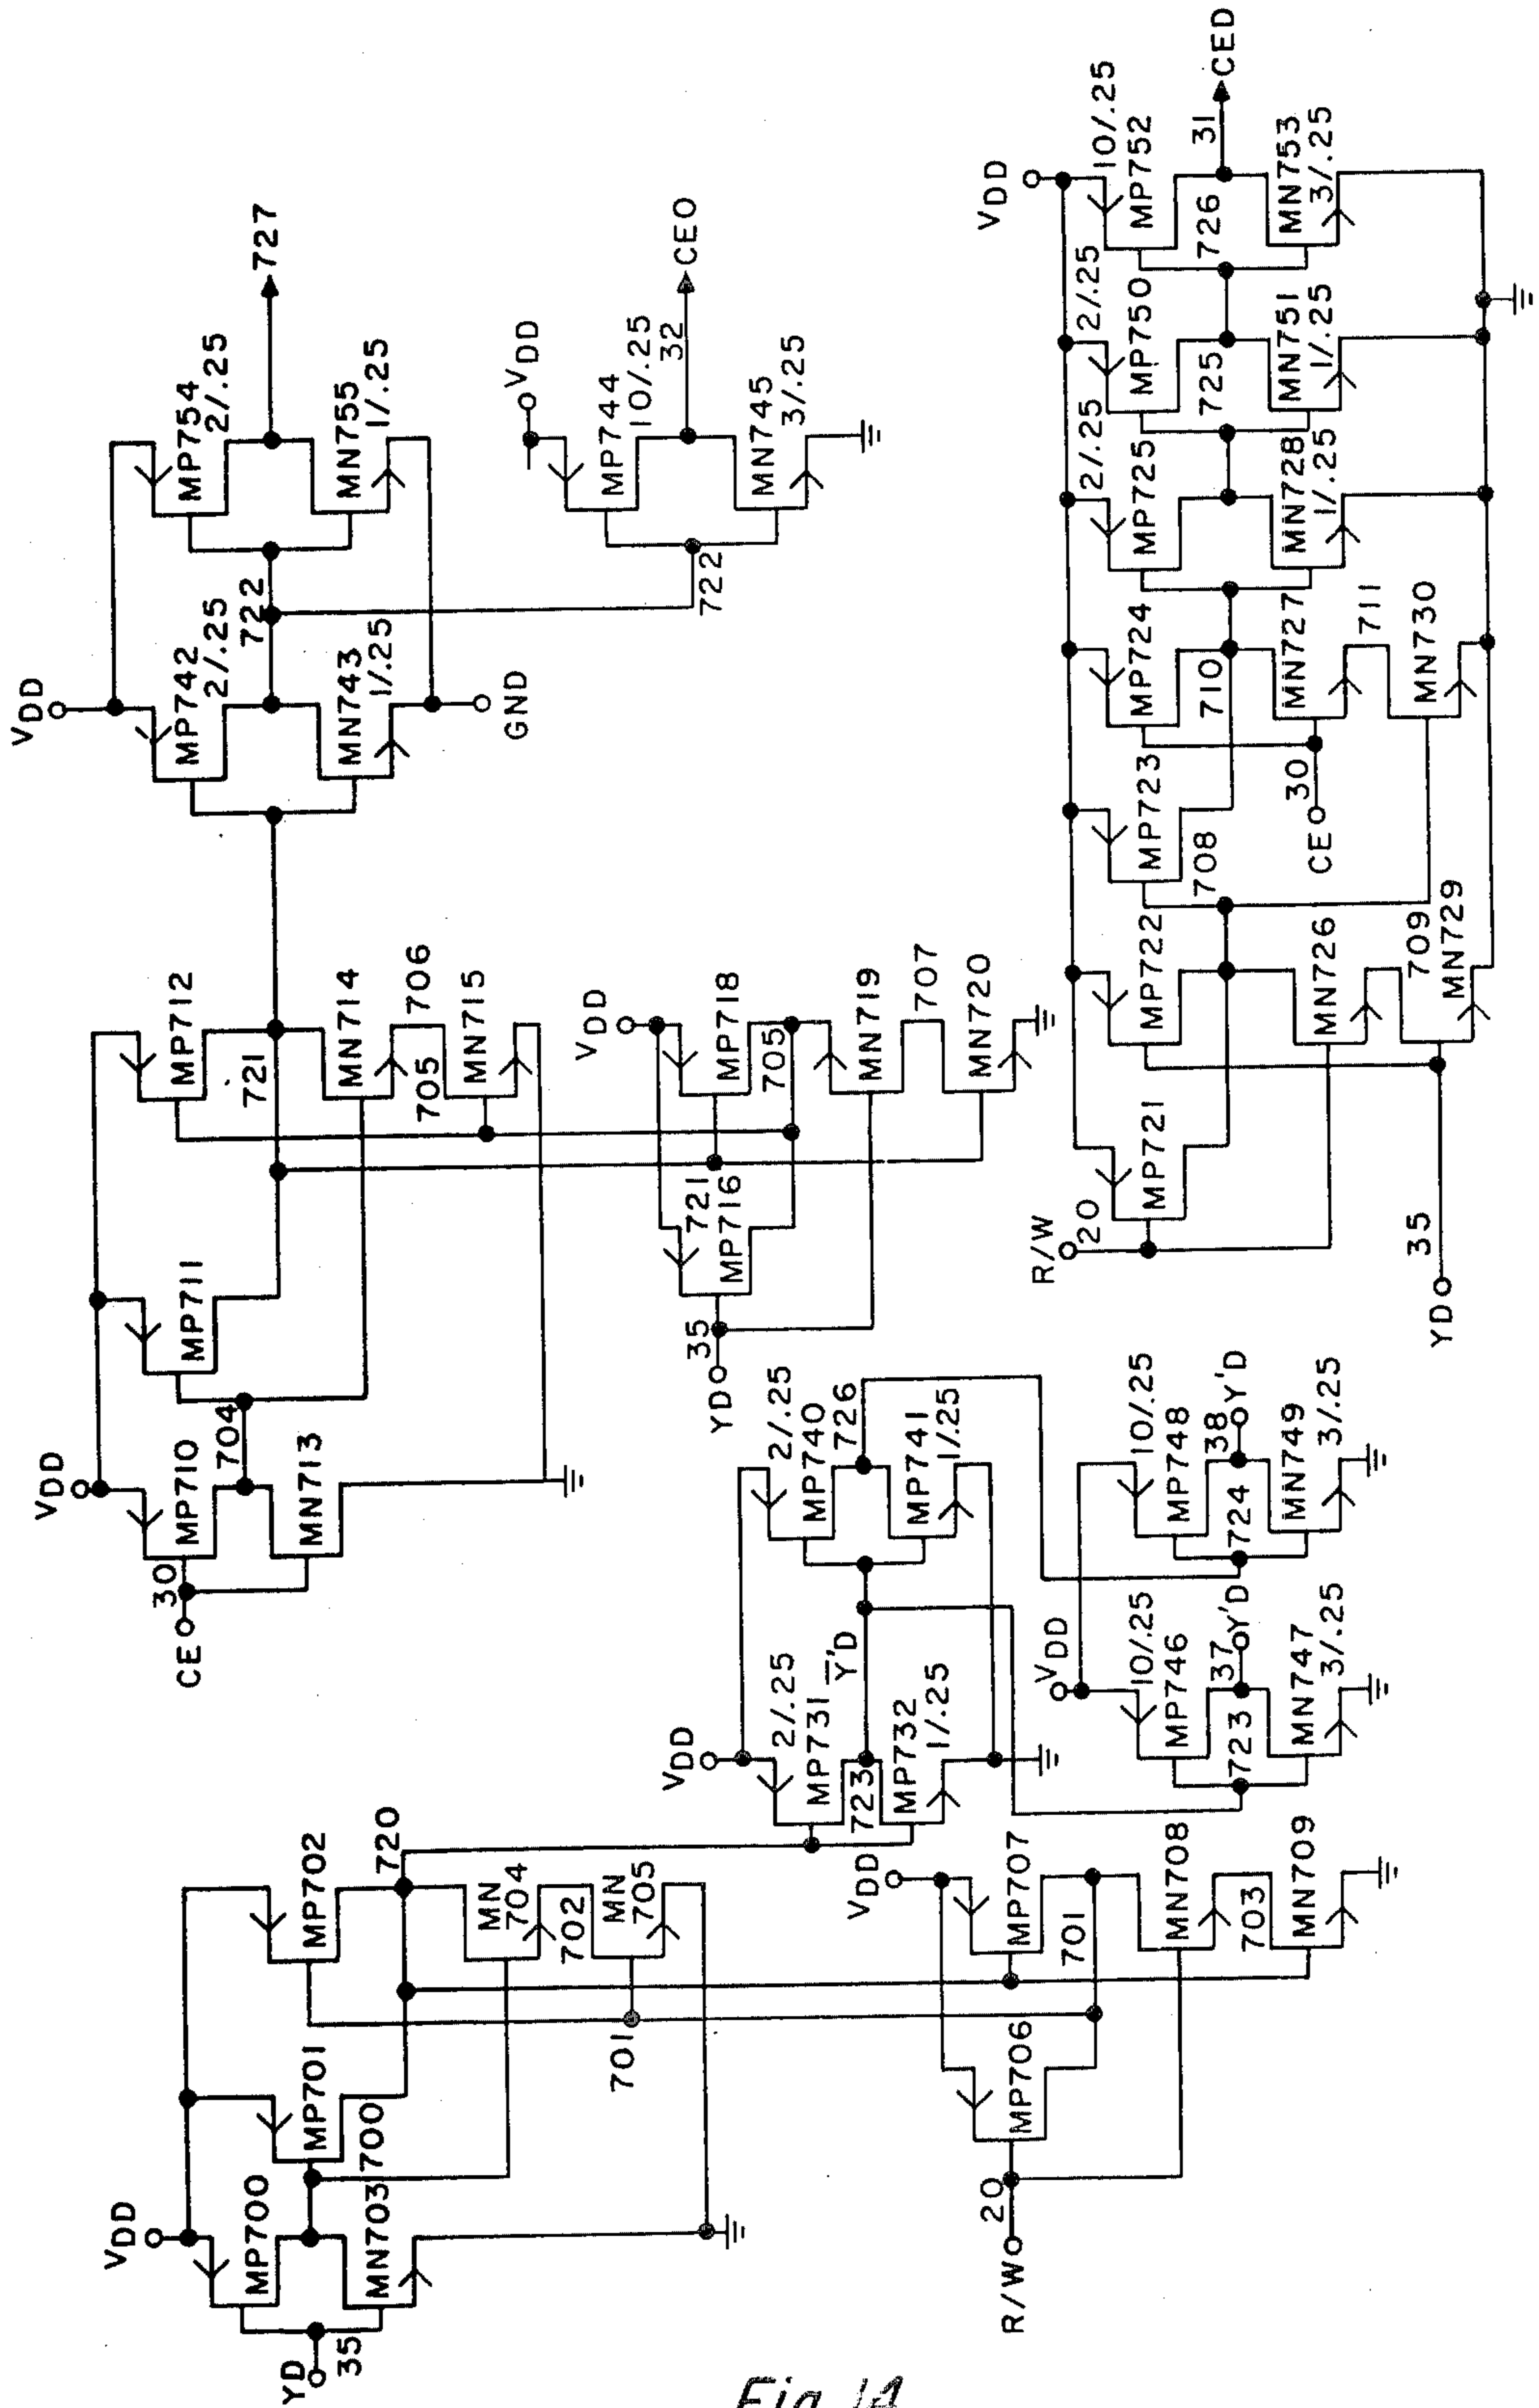 VDD
MP742
2/.25
722
MN743
1/.25
GND
MP754
2/.25
MN755
1/.25
727
VDD
MP744
10/.25
32
CEO
MN745
3/.25
722
VDD
CE
30
MP710
704
MN713
MP711
MP712
721
MN714
706
705
MN715
VDD
MP718
705
MN719
707
MN720
721
MP716
35
YD
VDD
YD
35
MP700
MN703
700
MP701
MP702
720
MN
704
702
MN
705
701
R/W
20
MP706
VDD
MP707
701
MN708
703
MN709
VDD
2/.25
MP731
Y'D
723
MP732
1/.25
2/.25
MP740
726
MP741
1/.25
VDD
10/.25
MP746
37
Y'D
723
MN747
3/.25
10/.25
MP748
38
Y'D
724
MN749
3/.25
R/W
20
MP721
MP722
MN726
709
MN729
35
YD
708
MP723
30
CE
MP724
710
MN727
711
MN730
2/.25
MP725
MN728
1/.25
2/.25
MP750
725
MN751
1/.25
VDD
10/.25
MP752
726
31
CED
MN753
3/.25
Fig. 14